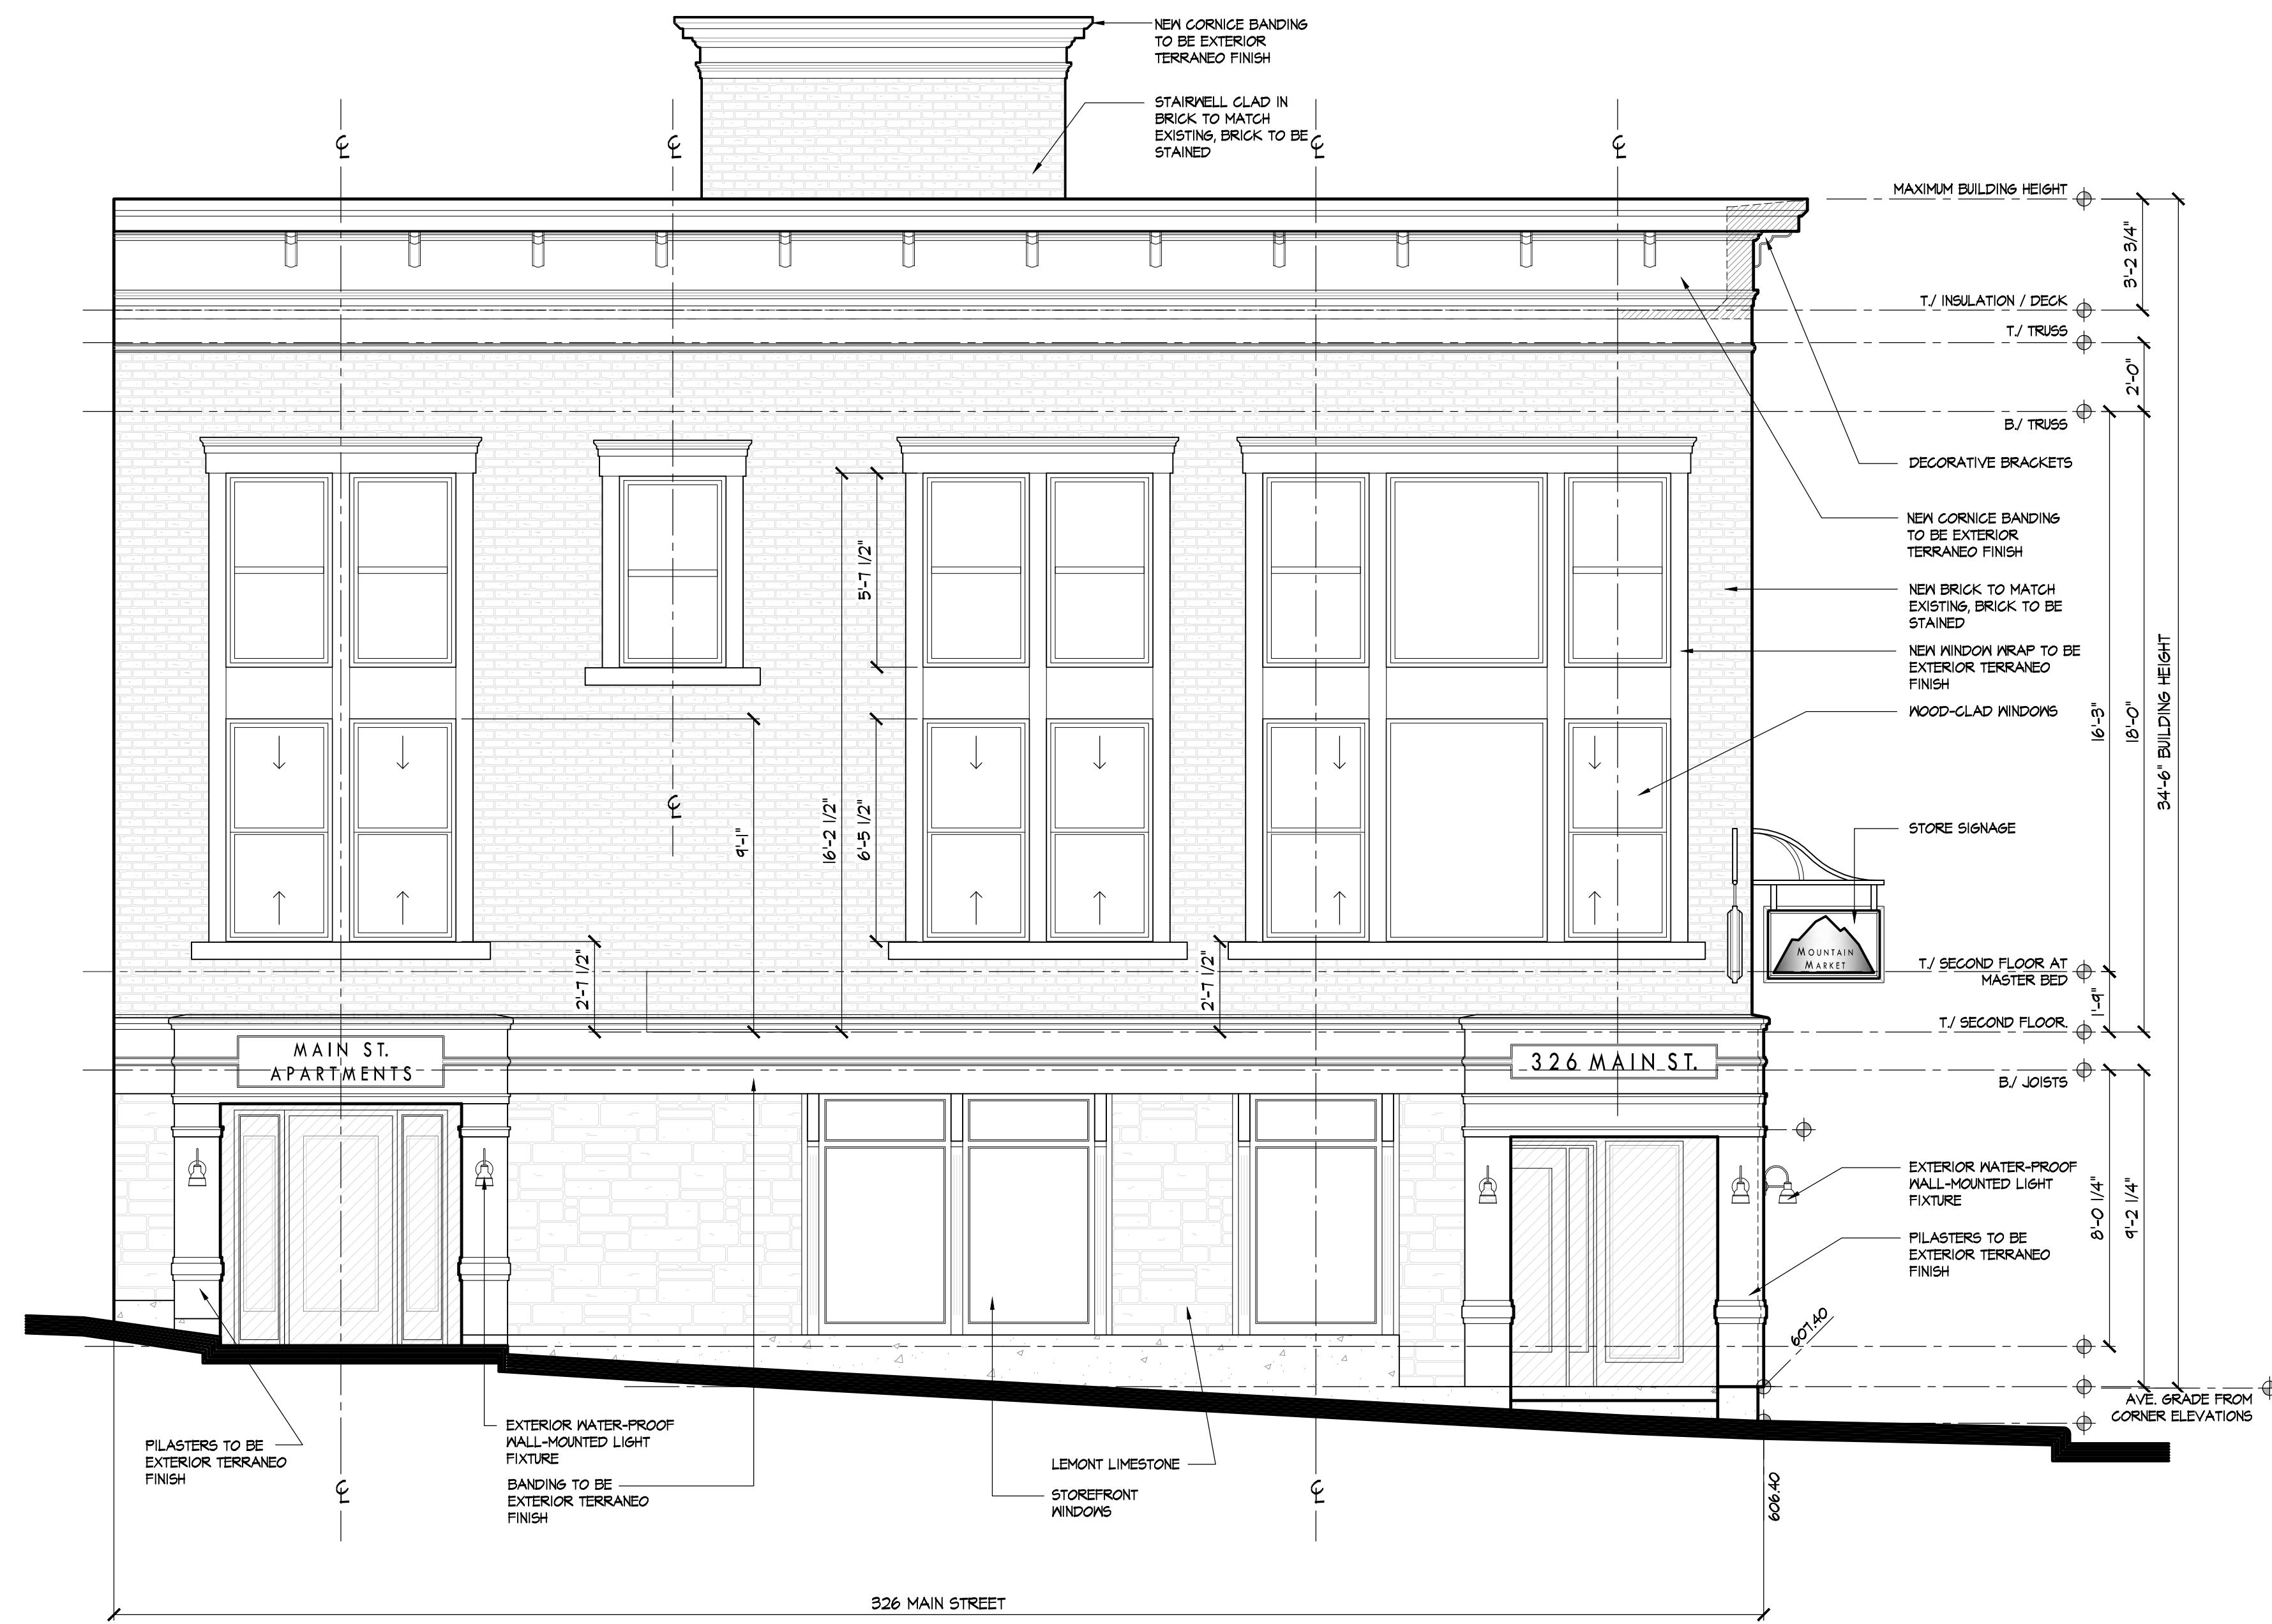 NEW CORNICE BANDING
TO BE EXTERIOR
TERRANEO FINISH
STAIRWELL CLAD IN
BRICK TO MATCH
EXISTING, BRICK TO BE
STAINED
℄
℄
℄
℄
MAXIMUM BUILDING HEIGHT
3'-2 3/4"
T./ INSULATION / DECK
T./ TRUSS
2'-0"
B./ TRUSS
DECORATIVE BRACKETS
NEW CORNICE BANDING
TO BE EXTERIOR
TERRANEO FINISH
NEW BRICK TO MATCH
EXISTING, BRICK TO BE
STAINED
NEW WINDOW WRAP TO BE
EXTERIOR TERRANEO
FINISH
WOOD-CLAD WINDOWS
16'-3"
18'-0"
34'-6" BUILDING HEIGHT
5'-7 1/2"
℄
9'-1"
16'-2 1/2"
6'-5 1/2"
STORE SIGNAGE
MOUNTAIN
MARKET
2'-7 1/2"
2'-7 1/2"
T./ SECOND FLOOR AT
MASTER BED
1'-9"
T./ SECOND FLOOR.
MAIN ST.
APARTMENTS
326 MAIN ST.
B./ JOISTS
EXTERIOR WATER-PROOF
WALL-MOUNTED LIGHT
FIXTURE
8'-0 1/4"
9'-2 1/4"
PILASTERS TO BE
EXTERIOR TERRANEO
FINISH
607.40
AVE. GRADE FROM
CORNER ELEVATIONS
PILASTERS TO BE
EXTERIOR TERRANEO
FINISH
EXTERIOR WATER-PROOF
WALL-MOUNTED LIGHT
FIXTURE
BANDING TO BE
EXTERIOR TERRANEO
FINISH
LEMONT LIMESTONE
STOREFRONT
WINDOWS
℄
℄
606.40
326 MAIN STREET